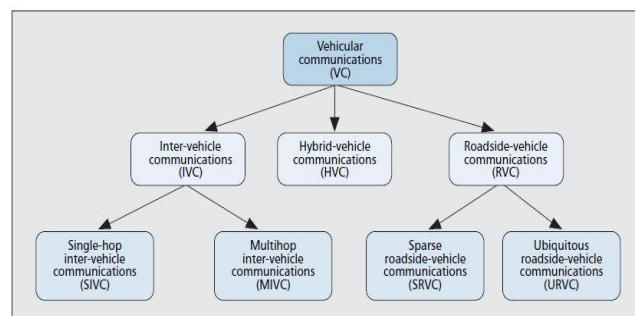 Vehicular
communications
(VC)
Inter-vehicle
communications
(IVC)
Hybrid-vehicle
communications
(HVC)
Roadside-vehicle
communications
(RVC)
Single-hop
inter-vehicle
communications
(SIVC)
Multihop
inter-vehicle
communications
(MIVC)
Sparse
roadside-vehicle
communications
(SRVC)
Ubiquitous
roadside-vehicle
communications
(URVC)